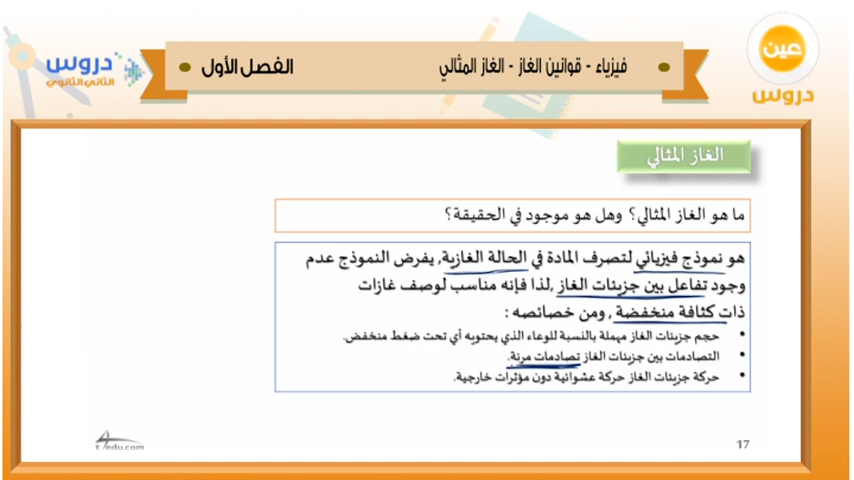 عين
دروس
فيزياء - قوانين الغاز - الغاز المثالي
الفصل الأول
دروس
الثاني الثانوي
الغاز المثالي
ما هو الغاز المثالي؟ وهل هو موجود في الحقيقة؟
هو نموذج فيزيائي لتصرف المادة في الحالة الغازية, يفرض النموذج عدم
وجود تفاعل بين جزيئات الغاز ,لذا فإنه مناسب لوصف غازات
ذات كثافة منخفضة , ومن خصائصه :
• حجم جزيئات الغاز مهملة بالنسبة للوعاء الذي يحتويه أي تحت ضغط منخفض.
• التصادمات بين جزيئات الغاز تصادمات مرنة.
• حركة جزيئات الغاز حركة عشوائية دون مؤثرات خارجية.
t4edu.com
17